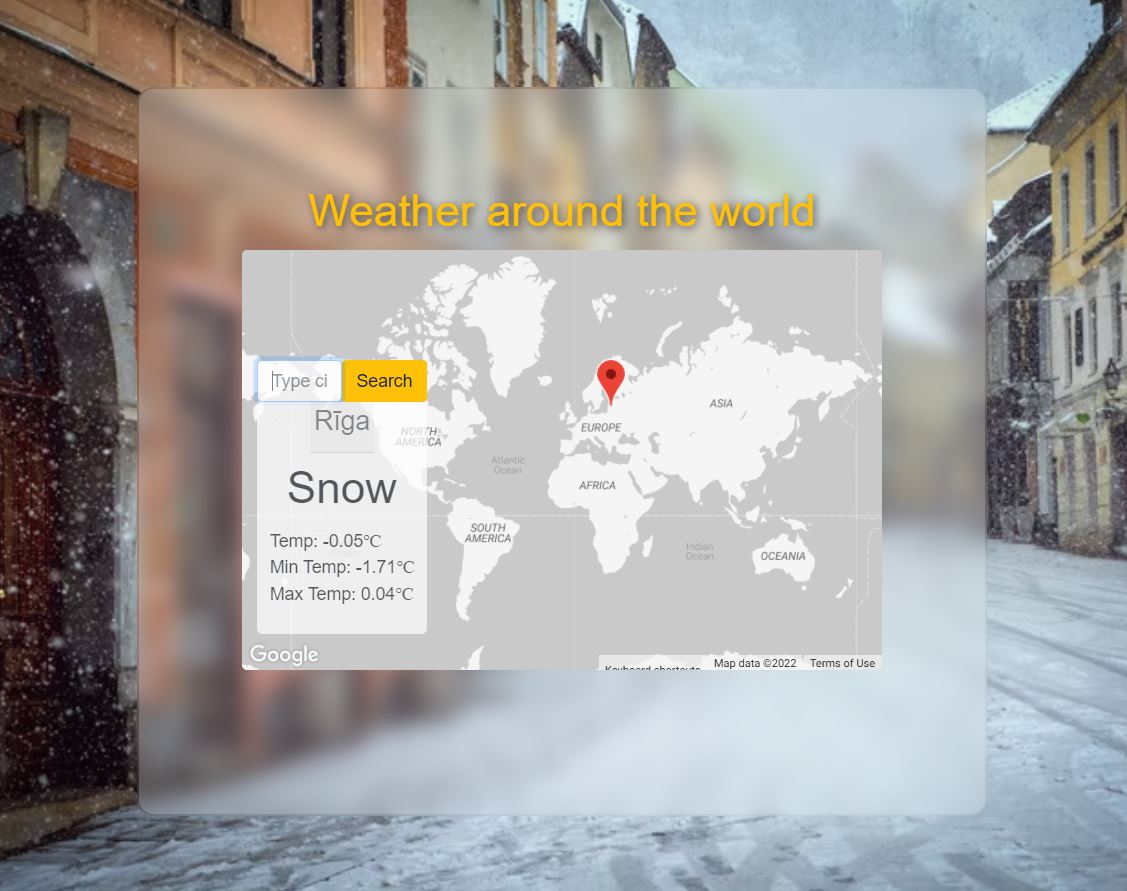 Weather around the world
Type ci
Search
Rīga
Snow
Temp: -0.05℃
Min Temp: -1.71℃
Max Temp: 0.04℃
NORTH
AMERICA
Atlantic
Ocean
EUROPE
ASIA
AFRICA
SOUTH
AMERICA
Indian
Ocean
OCEANIA
Ocean
Google
Keyboard shortcuts
Map data ©2022
Terms of Use